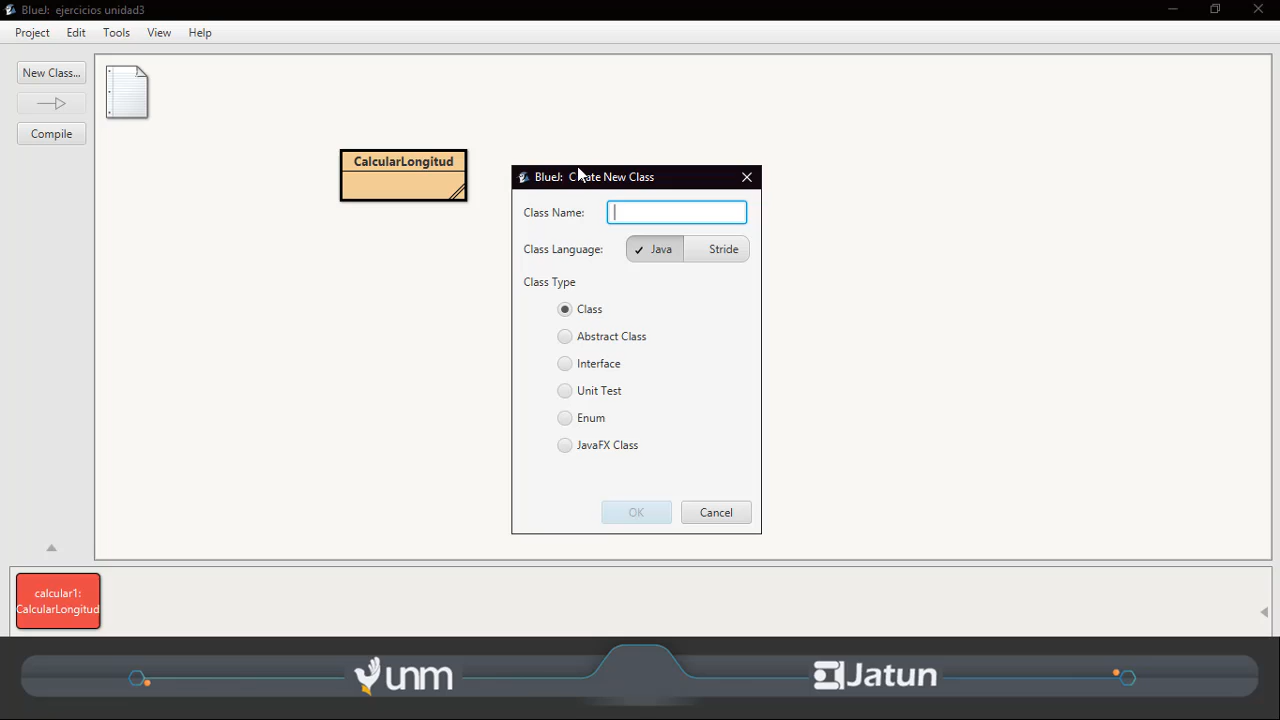 BlueJ: ejercicios unidad3
Project Edit Tools View Help
New Class...
Compile
CalcularLongitud
BlueJ: Create New Class
Class Name:
Class Language: Java Stride
Class Type
Class
Abstract Class
Interface
Unit Test
Enum
JavaFX Class
OK Cancel
calcular1:
CalcularLongitud
unm Jatun